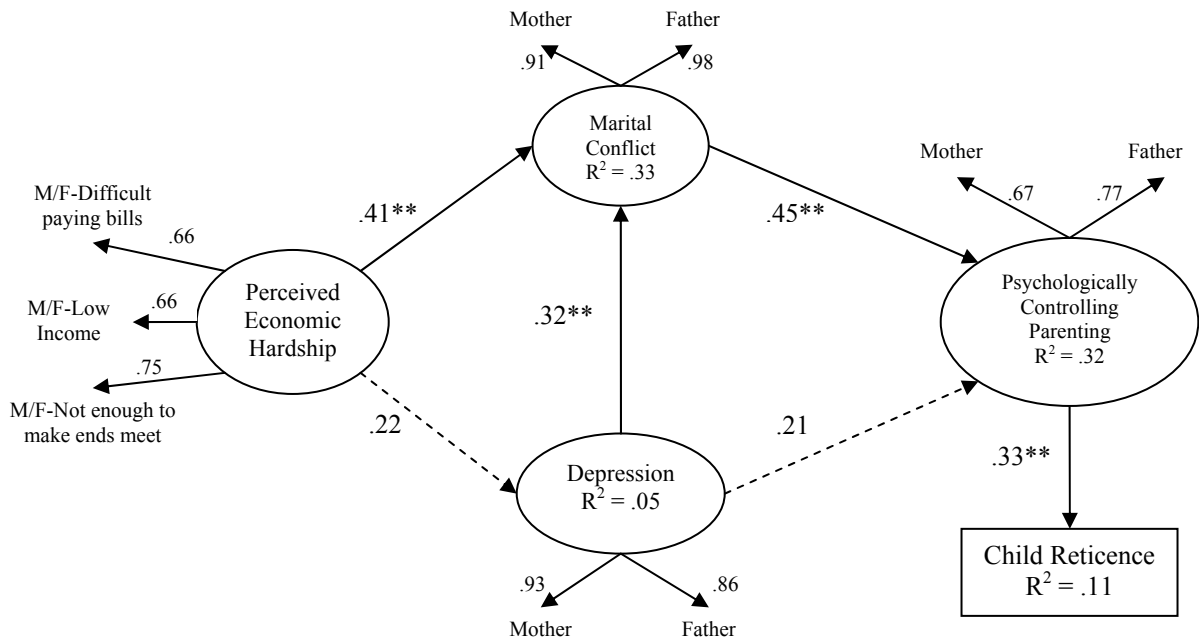 Mother
Father
.91
.98
Marital
Conflict
R² = .33
Mother
Father
.67
.77
M/F-Difficult
paying bills
.66
.41**
.45**
Psychologically
Controlling
Parenting
R² = .32
M/F-Low
Income
.66
Perceived
Economic
Hardship
.32**
.75
M/F-Not enough to
make ends meet
.22
.21
.33**
Depression
R² = .05
Child Reticence
R² = .11
.93
.86
Mother
Father